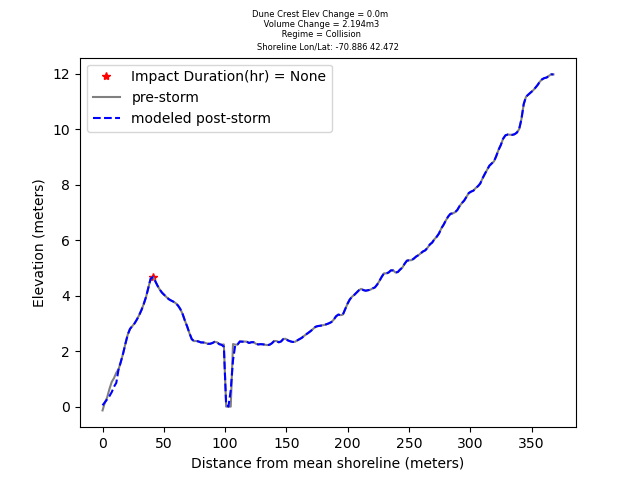 Dune Crest Elev Change = 0.0m
Volume Change = 2.194m3
Regime = Collision
Shoreline Lon/Lat: -70.886 42.472
Impact Duration(hr) = None
pre-storm
modeled post-storm
12
10
8
6
4
2
0
Elevation (meters)
0 50 100 150 200 250 300 350
Distance from mean shoreline (meters)